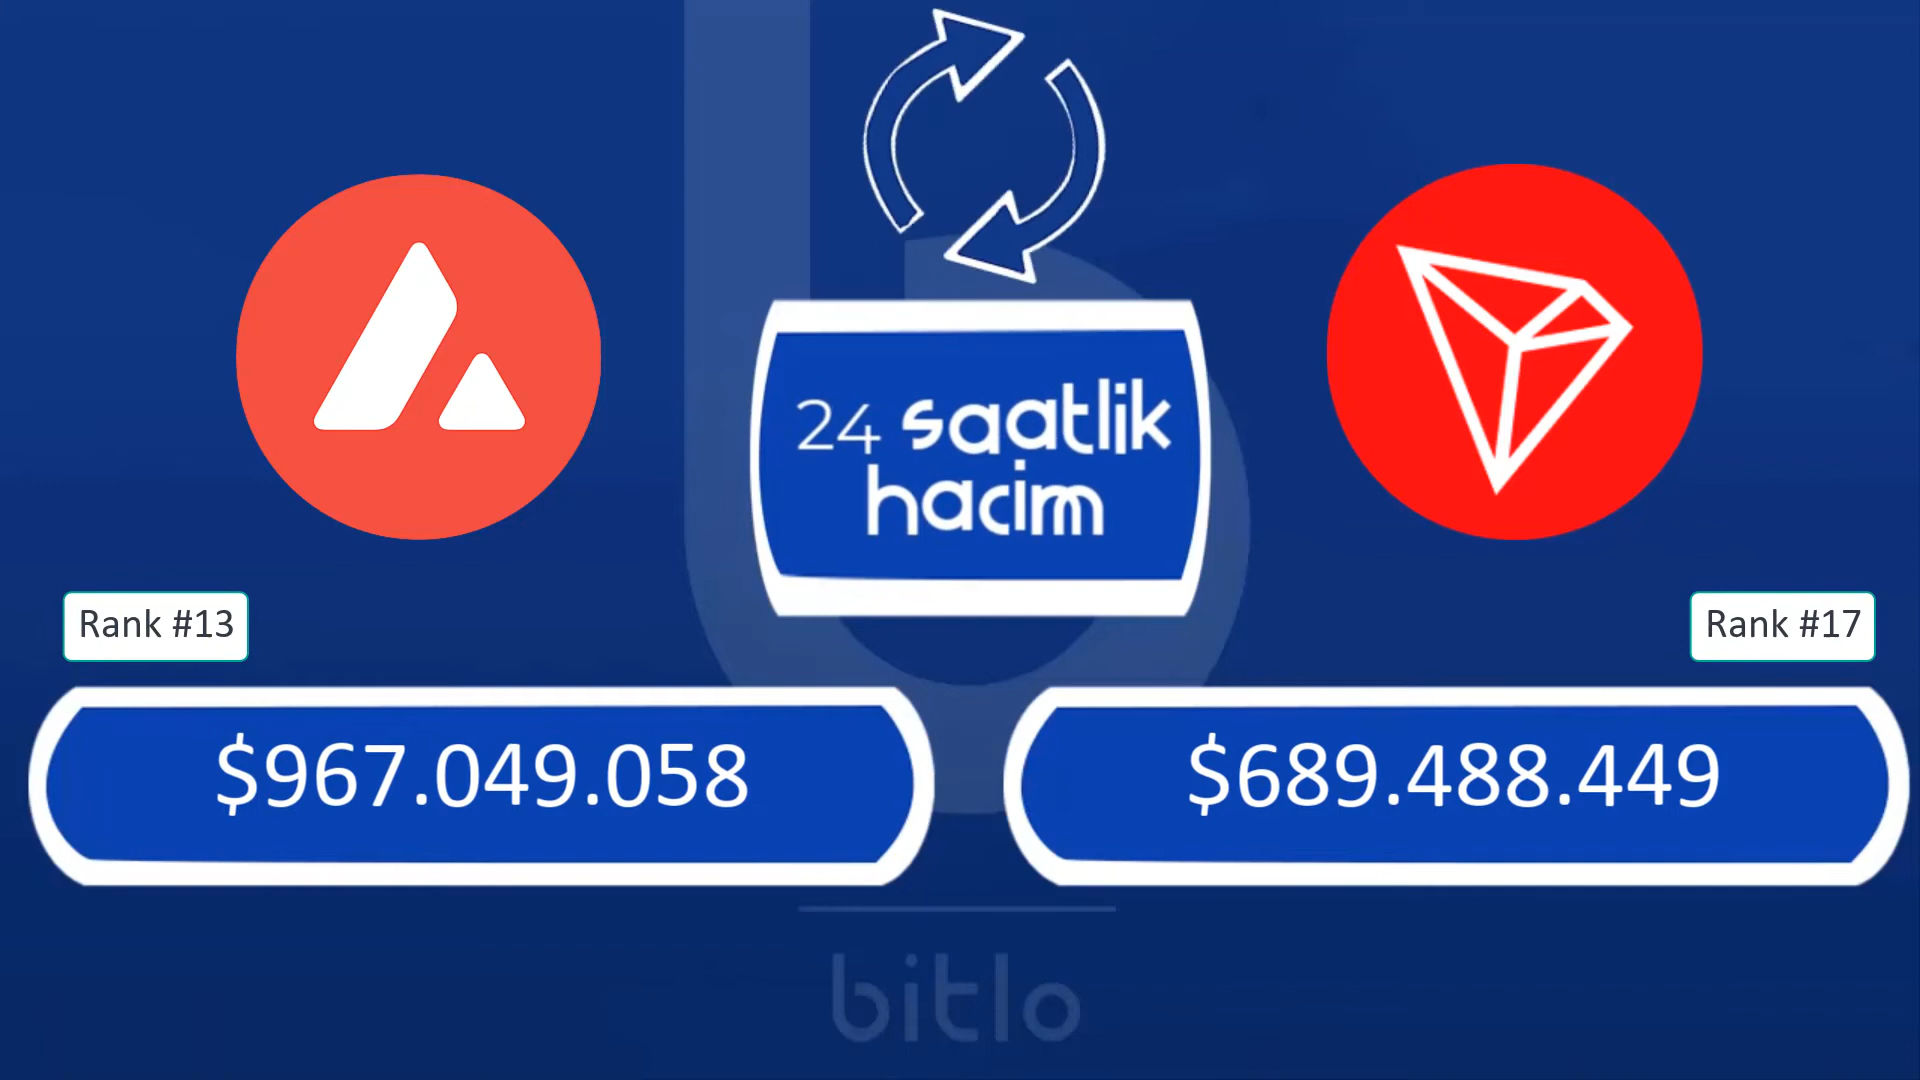 24 saatlik
hacim
Rank #13
Rank #17
$967.049.058
$689.488.449
bitlo